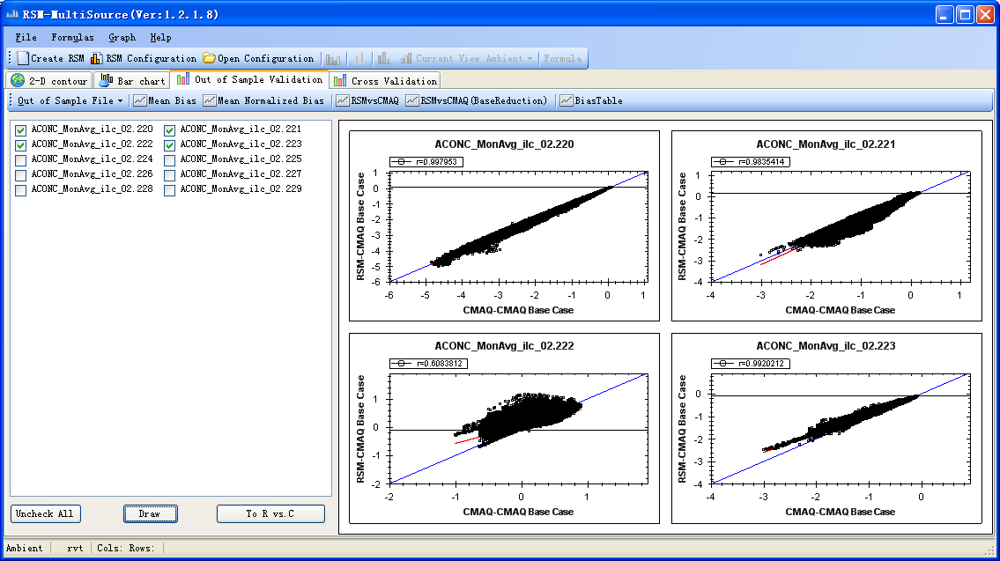 RSM-MultiSource(Ver:1.2.1.8)
File Formulas Graph Help
Create RSM RSM Configuration Open Configuration Current View Ambient Formula
2-D contour Bar chart Out of Sample Validation Cross Validation
Out of Sample File Mean Bias Mean Normalized Bias RSMvsCMAQ RSMvsCMAQ(BaseReduction) BiasTable
ACONC_MonAvg_ilc_02.220 ACONC_MonAvg_ilc_02.221
ACONC_MonAvg_ilc_02.222 ACONC_MonAvg_ilc_02.223
ACONC_MonAvg_ilc_02.224 ACONC_MonAvg_ilc_02.225
ACONC_MonAvg_ilc_02.226 ACONC_MonAvg_ilc_02.227
ACONC_MonAvg_ilc_02.228 ACONC_MonAvg_ilc_02.229
Uncheck All Draw To R vs.C
ACONC_MonAvg_ilc_02.220
r=0.997953
RSM-CMAQ Base Case
1
0
-1
-2
-3
-4
-5
-6
-6 -5 -4 -3 -2 -1 0 1
CMAQ-CMAQ Base Case
ACONC_MonAvg_ilc_02.221
r=0.9835414
RSM-CMAQ Base Case
1
0
-1
-2
-3
-4
-4 -3 -2 -1 0 1
CMAQ-CMAQ Base Case
ACONC_MonAvg_ilc_02.222
r=0.6083812
RSM-CMAQ Base Case
1
0
-1
-2
-2 -1 0 1
CMAQ-CMAQ Base Case
ACONC_MonAvg_ilc_02.223
r=0.9920212
RSM-CMAQ Base Case
0
-1
-2
-3
-4
-4 -3 -2 -1 0
CMAQ-CMAQ Base Case
Ambient rvt Cols: Rows: